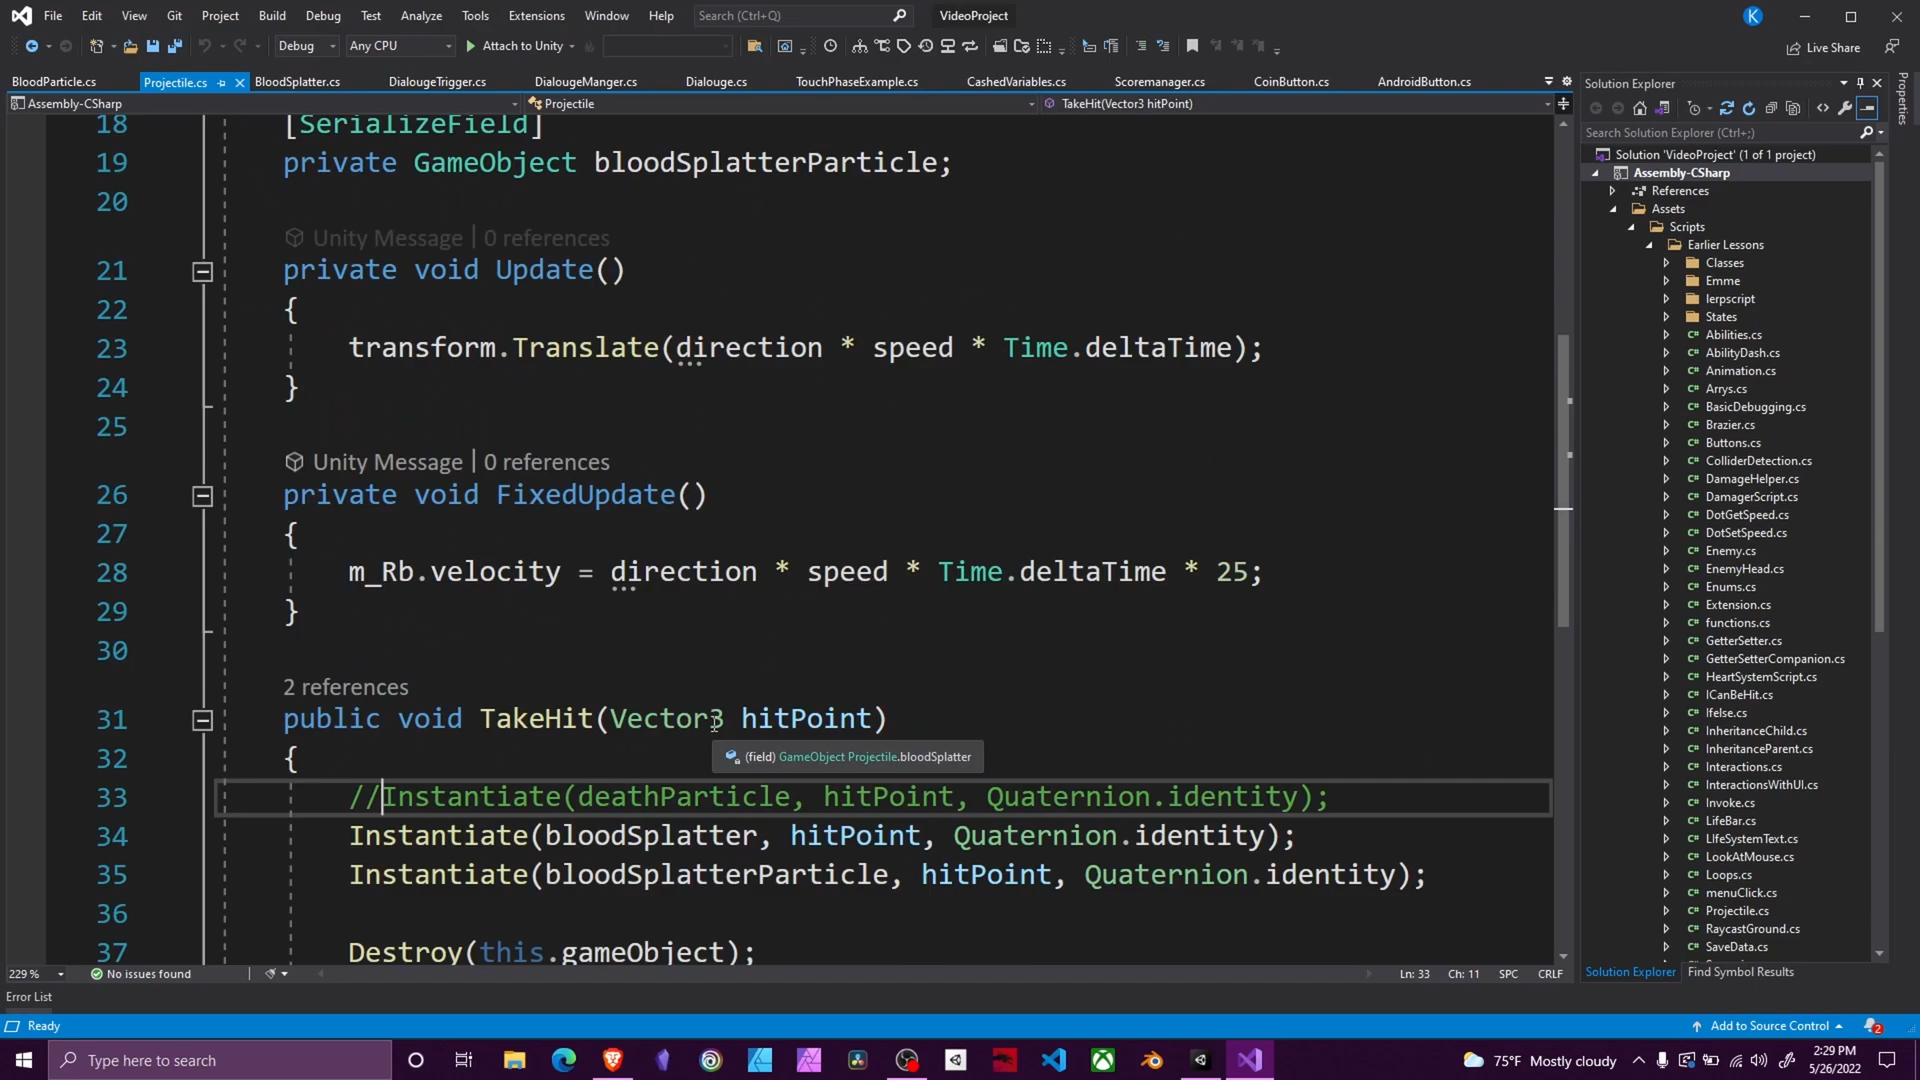 File Edit View Git Project Build Debug Test Analyze Tools Extensions Window Help Search (Ctrl+Q) VideoProject K
Debug Any CPU Attach to Unity Live Share
BloodParticle.cs Projectile.cs BloodSplatter.cs DialougeTrigger.cs DialougeManger.cs Dialouge.cs TouchPhaseExample.cs CashedVariables.cs Scoremanager.cs CoinButton.cs AndroidButton.cs
Assembly-CSharp Projectile TakeHit(Vector3 hitPoint)
18 [SerializeField]
19 private GameObject bloodSplatterParticle;
20
Unity Message | 0 references
21 private void Update()
22 {
23 transform.Translate(direction * speed * Time.deltaTime);
24 }
25
Unity Message | 0 references
26 private void FixedUpdate()
27 {
28 m_Rb.velocity = direction * speed * Time.deltaTime * 25;
29 }
30
2 references
31 public void TakeHit(Vector3 hitPoint)
32 {
(field) GameObject Projectile.bloodSplatter
33 //Instantiate(deathParticle, hitPoint, Quaternion.identity);
34 Instantiate(bloodSplatter, hitPoint, Quaternion.identity);
35 Instantiate(bloodSplatterParticle, hitPoint, Quaternion.identity);
36
37 Destroy(this.gameObject);
229 % No issues found Ln: 33 Ch: 11 SPC CRLF
Error List
Ready
Solution Explorer
Search Solution Explorer (Ctrl+;)
Solution 'VideoProject' (1 of 1 project)
Assembly-CSharp
References
Assets
Scripts
Earlier Lessons
Classes
Emme
lerpscript
States
Abilities.cs
AbilityDash.cs
Animation.cs
Arrys.cs
BasicDebugging.cs
Brazier.cs
Buttons.cs
ColliderDetection.cs
DamageHelper.cs
DamagerScript.cs
DotGetSpeed.cs
DotSetSpeed.cs
Enemy.cs
EnemyHead.cs
Enums.cs
Extension.cs
functions.cs
GetterSetter.cs
GetterSetterCompanion.cs
HeartSystemScript.cs
ICanBeHit.cs
Ifelse.cs
InheritanceChild.cs
InheritanceParent.cs
Interactions.cs
InteractionsWithUI.cs
Invoke.cs
LifeBar.cs
LIfeSystemText.cs
LookAtMouse.cs
Loops.cs
menuClick.cs
Projectile.cs
RaycastGround.cs
SaveData.cs
Solution Explorer Find Symbol Results
Properties
Add to Source Control 2
Type here to search
75°F Mostly cloudy
2:29 PM
5/26/2022